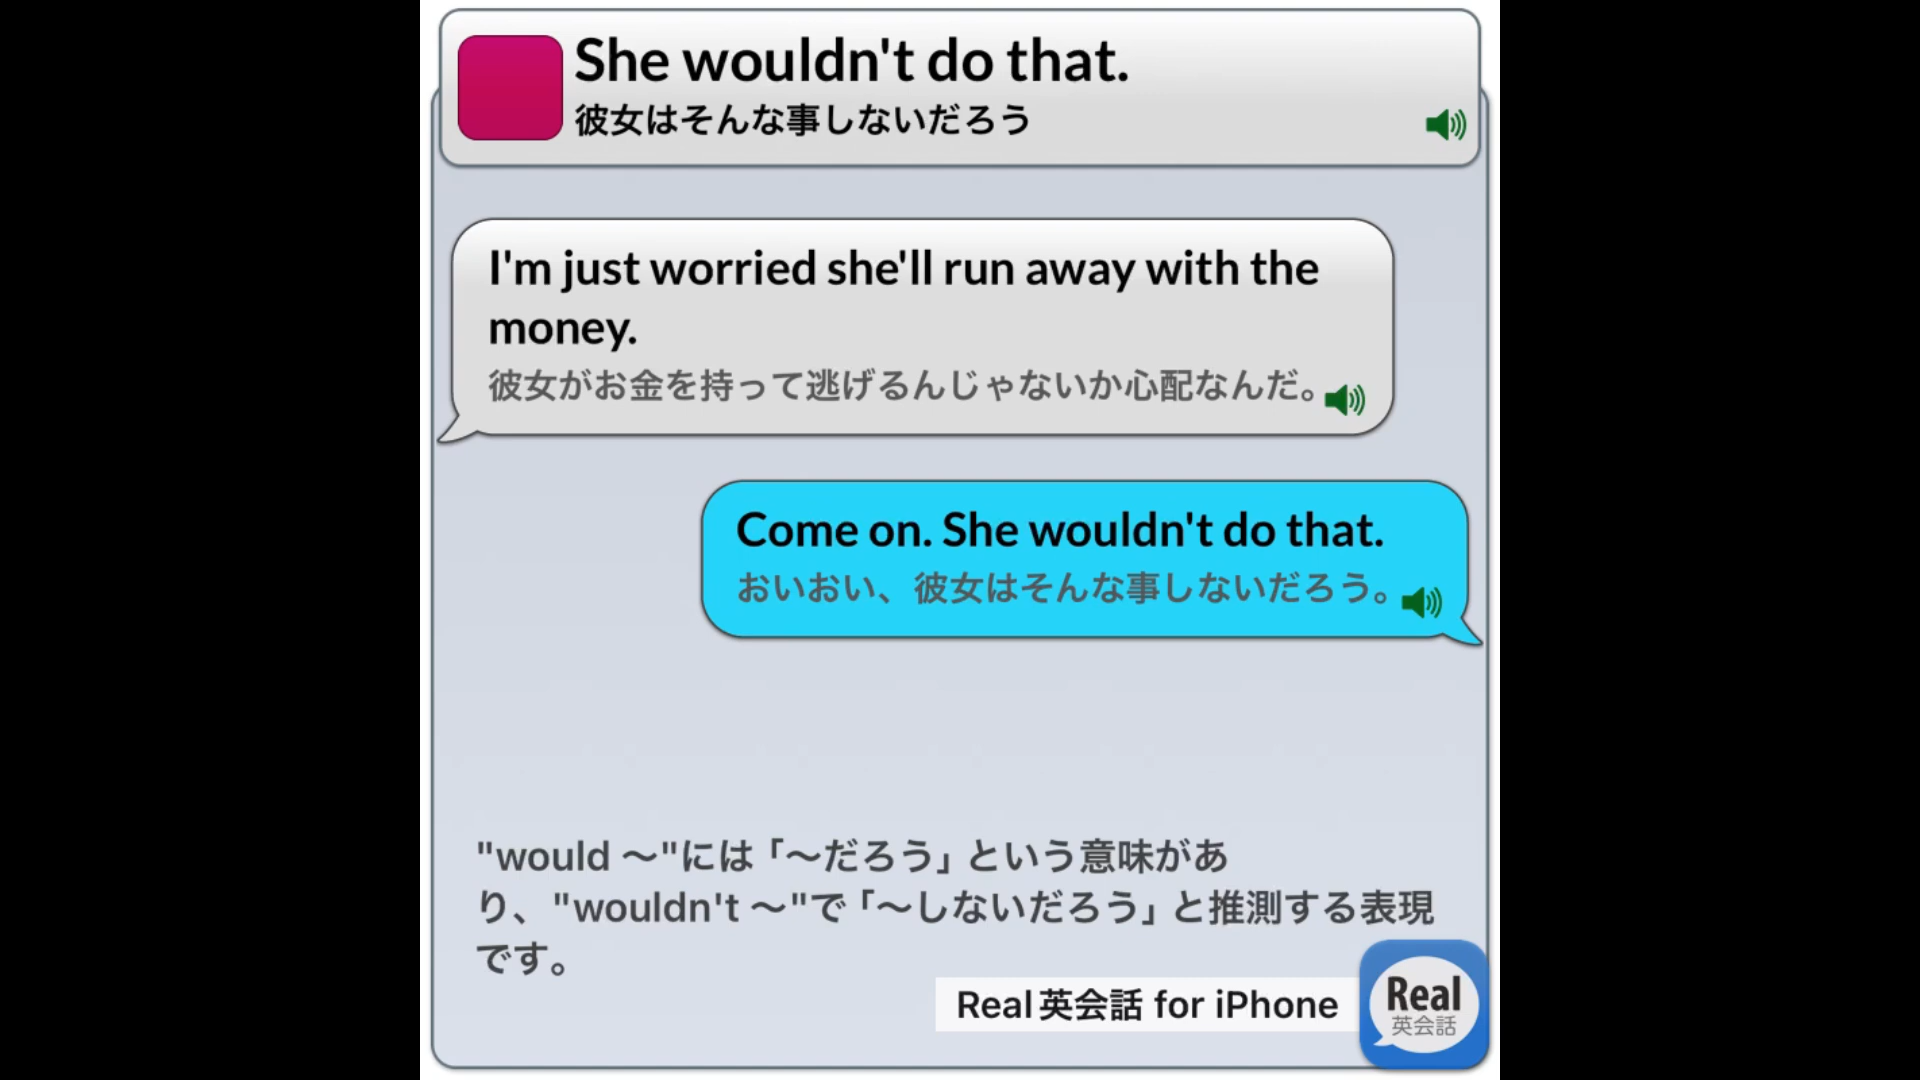 She wouldn't do that.
彼女はそんな事しないだろう
I'm just worried she'll run away with the
money.
彼女がお金を持って逃げるんじゃないか心配なんだ。
Come on. She wouldn't do that.
おいおい、彼女はそんな事しないだろう。
"would 〜"には「〜だろう」という意味があ
り、"wouldn't 〜"で「〜しないだろう」と推測する表現
です。
Real英会話 for iPhone
Real
英会話